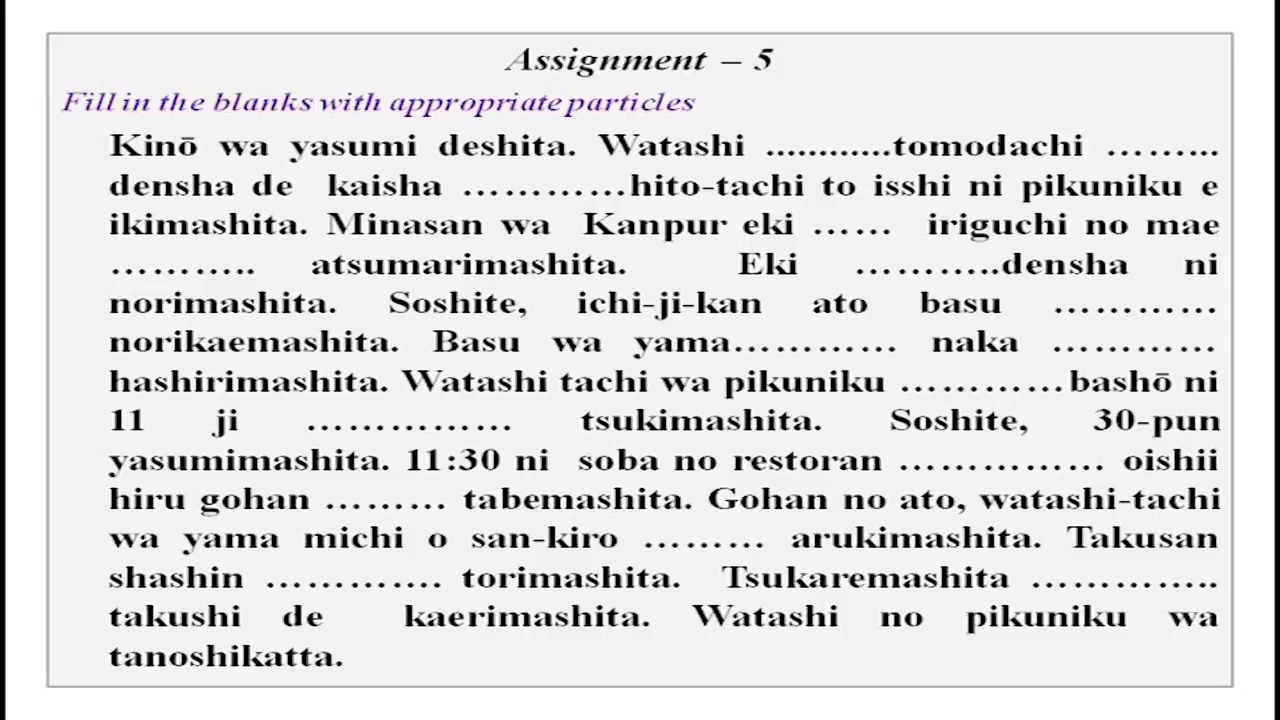 Assignment – 5
Fill in the blanks with appropriate particles
Kinō wa yasumi deshita. Watashi ............tomodachi ……...
densha de kaisha …………hito-tachi to isshi ni pikuniku e
ikimashita. Minasan wa Kanpur eki …… iriguchi no mae
……….. atsumarimashita. Eki ………..densha ni
norimashita. Soshite, ichi-ji-kan ato basu …………
norikaemashita. Basu wa yama………… naka …………
hashirimashita. Watashi tachi wa pikuniku …………bashō ni
11 ji …………… tsukimashita. Soshite, 30-pun
yasumimashita. 11:30 ni soba no restoran …………… oishii
hiru gohan ……… tabemashita. Gohan no ato, watashi-tachi
wa yama michi o san-kiro ……… arukimashita. Takusan
shashin …………. torimashita. Tsukaremashita …………..
takushi de kaerimashita. Watashi no pikuniku wa
tanoshikatta.